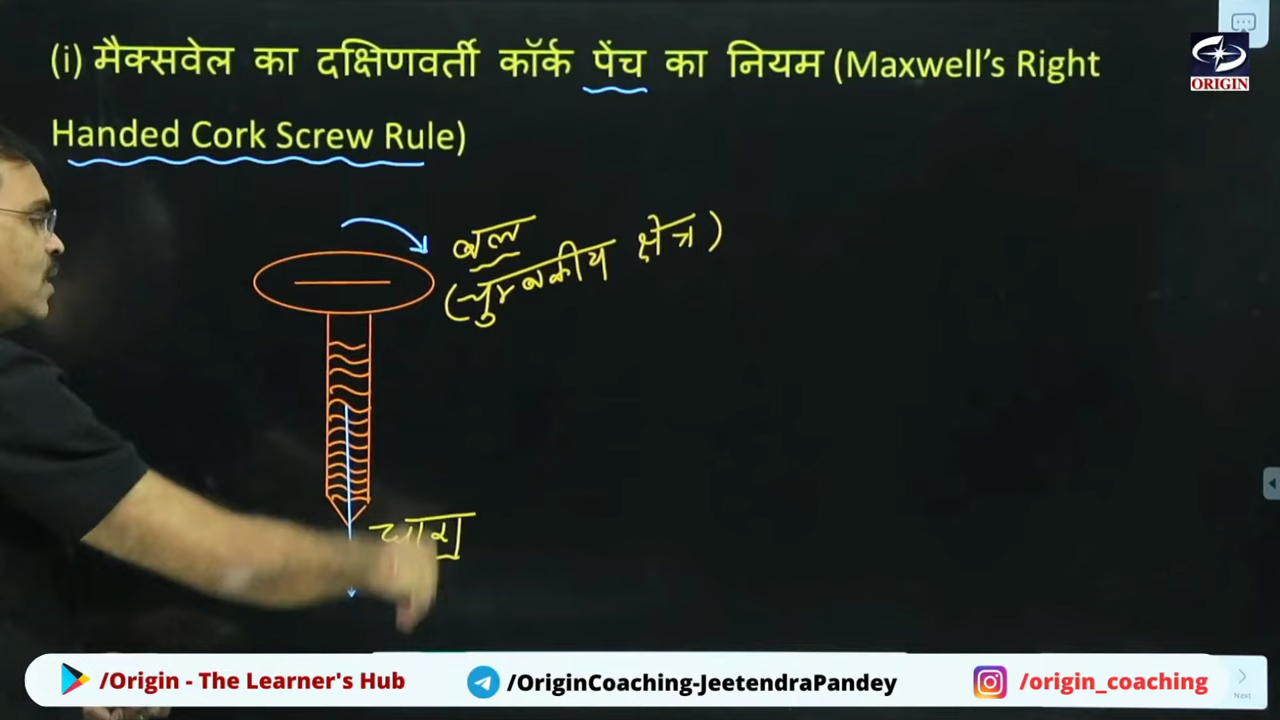 (i) मैक्सवेल का दक्षिणवर्ती कॉर्क पेंच का नियम (Maxwell's Right
Handed Cork Screw Rule)
ORIGIN
बल
(चुम्बकीय क्षेत्र)
धारा
/Origin - The Learner's Hub
/OriginCoaching-JeetendraPandey
/origin_coaching
Next